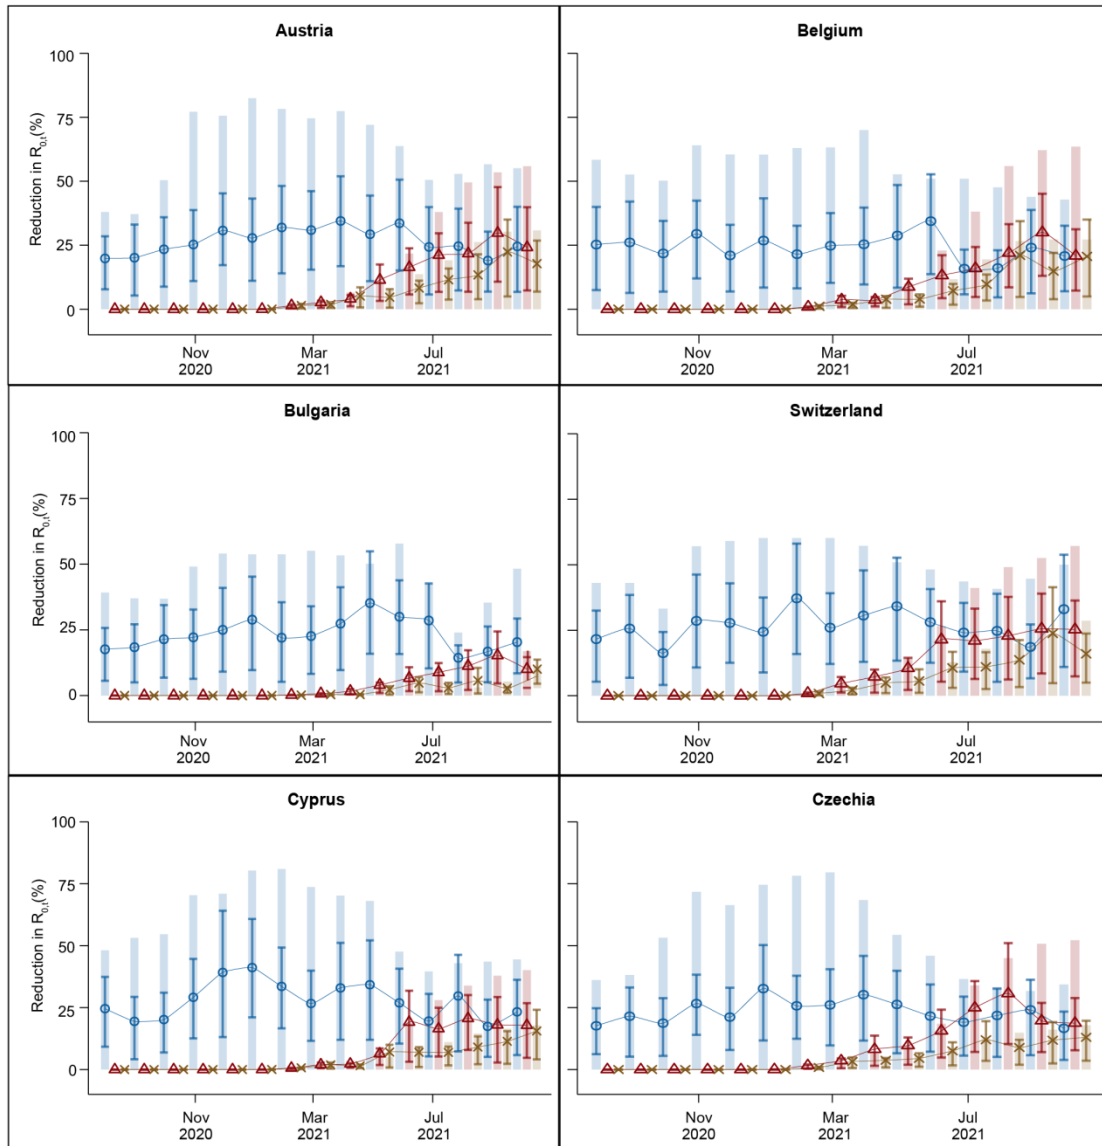 Austria
100
75
50
25
0
Reduction in R0,t(%)
Nov
2020
Mar
2021
Jul
2021
Belgium
Nov
2020
Mar
2021
Jul
2021
Bulgaria
100
75
50
25
0
Reduction in R0,t(%)
Nov
2020
Mar
2021
Jul
2021
Switzerland
Nov
2020
Mar
2021
Jul
2021
Cyprus
100
75
50
25
0
Reduction in R0,t(%)
Nov
2020
Mar
2021
Jul
2021
Czechia
Nov
2020
Mar
2021
Jul
2021